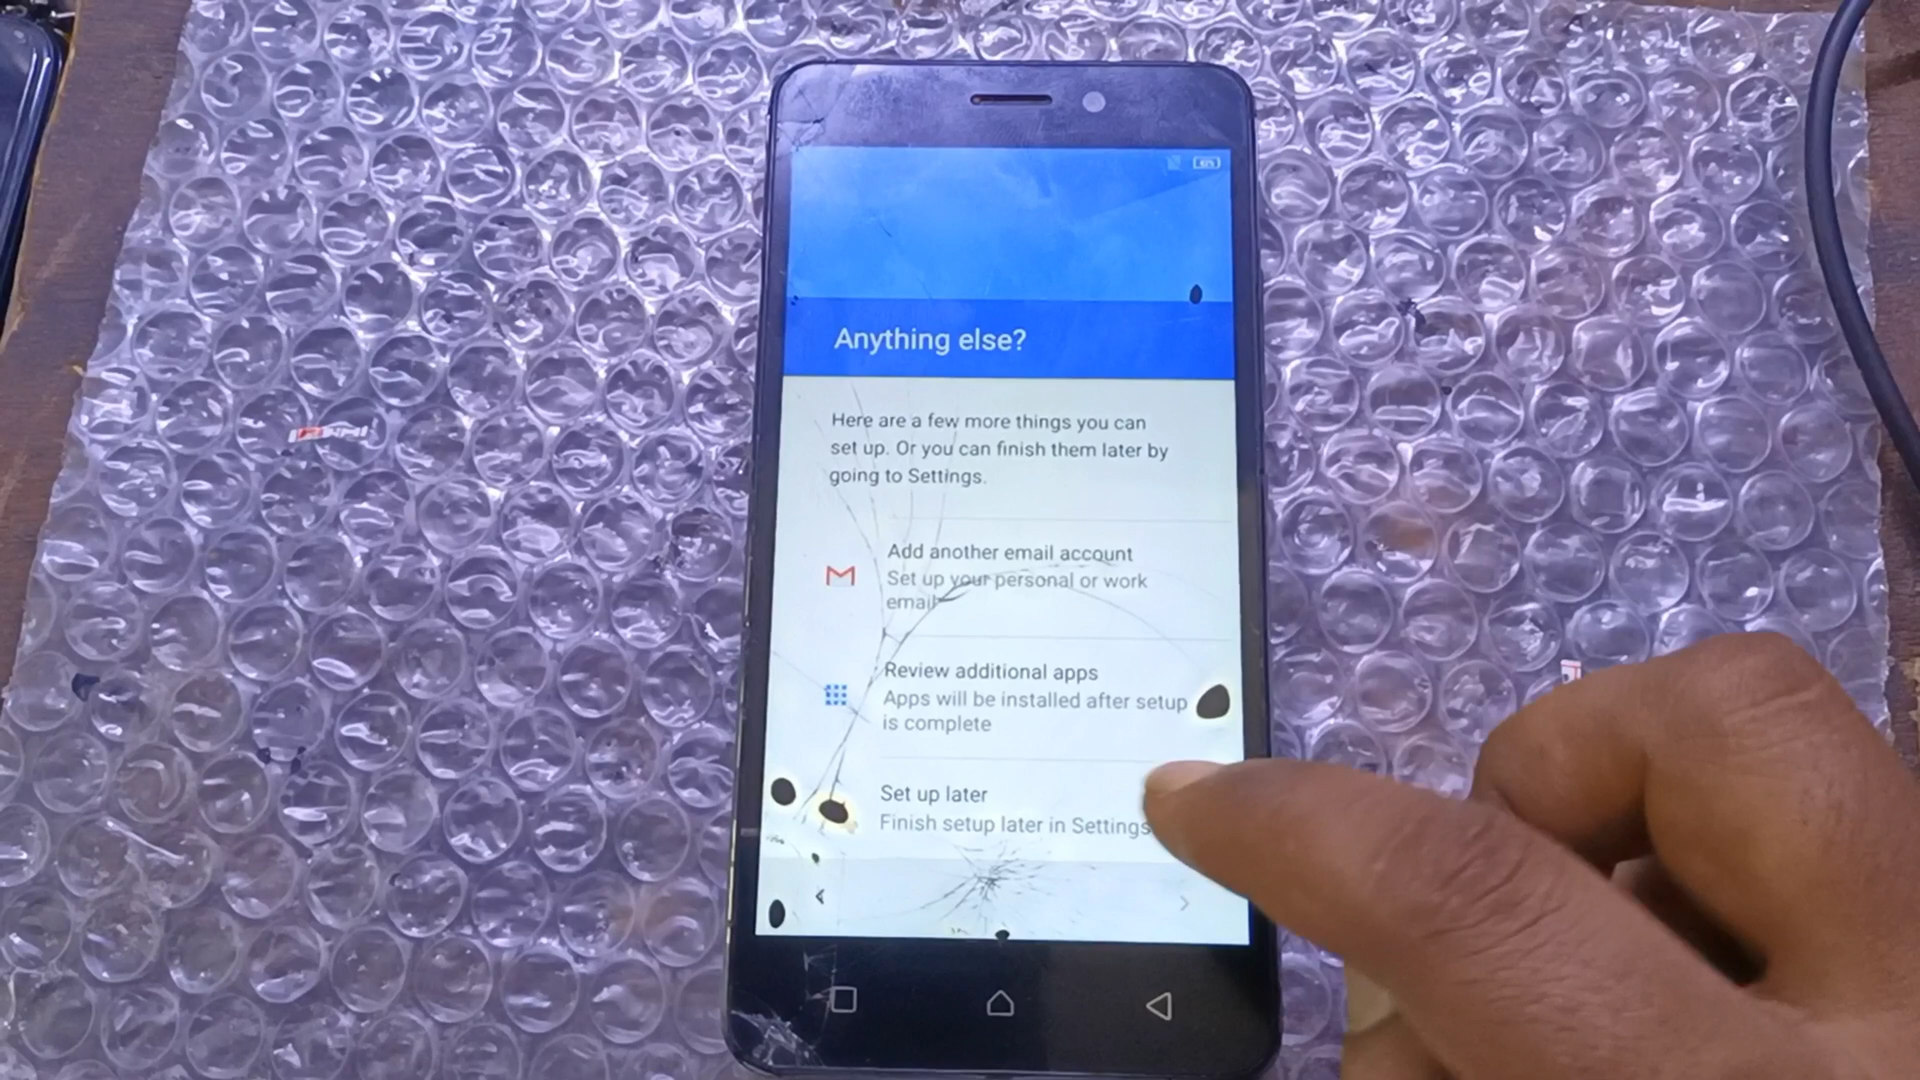 Anything else?
Here are a few more things you can
set up. Or you can finish them later by
going to Settings.
Add another email account
Set up your personal or work
email
Review additional apps
Apps will be installed after setup
is complete
Set up later
Finish setup later in Settings